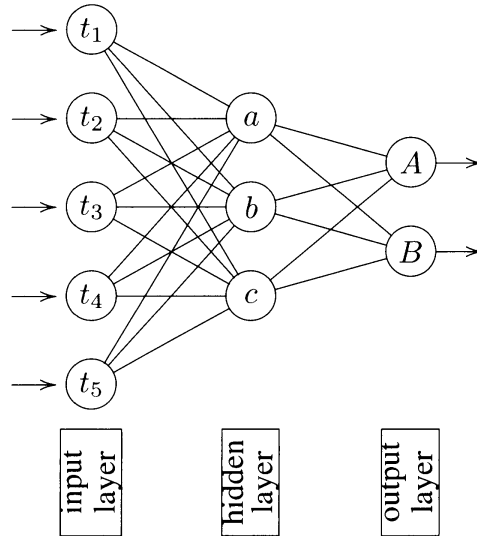 t₁
t₂
t₃
t₄
t₅
a
b
c
A
B
input
layer
hidden
layer
output
layer